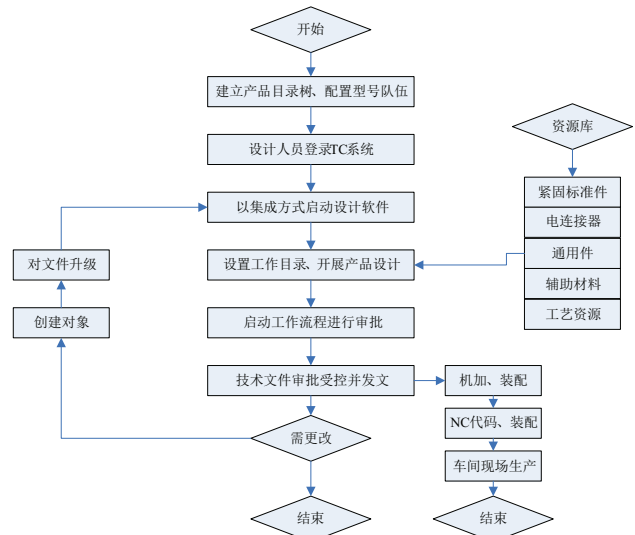 开始
建立产品目录树、配置型号队伍
设计人员登录TC系统
以集成方式启动设计软件
设置工作目录、开展产品设计
启动工作流程进行审批
技术文件审批受控并发文
需更改
结束
对文件升级
创建对象
资源库
紧固标准件
电连接器
通用件
辅助材料
工艺资源
机加、装配
NC代码、装配
车间现场生产
结束